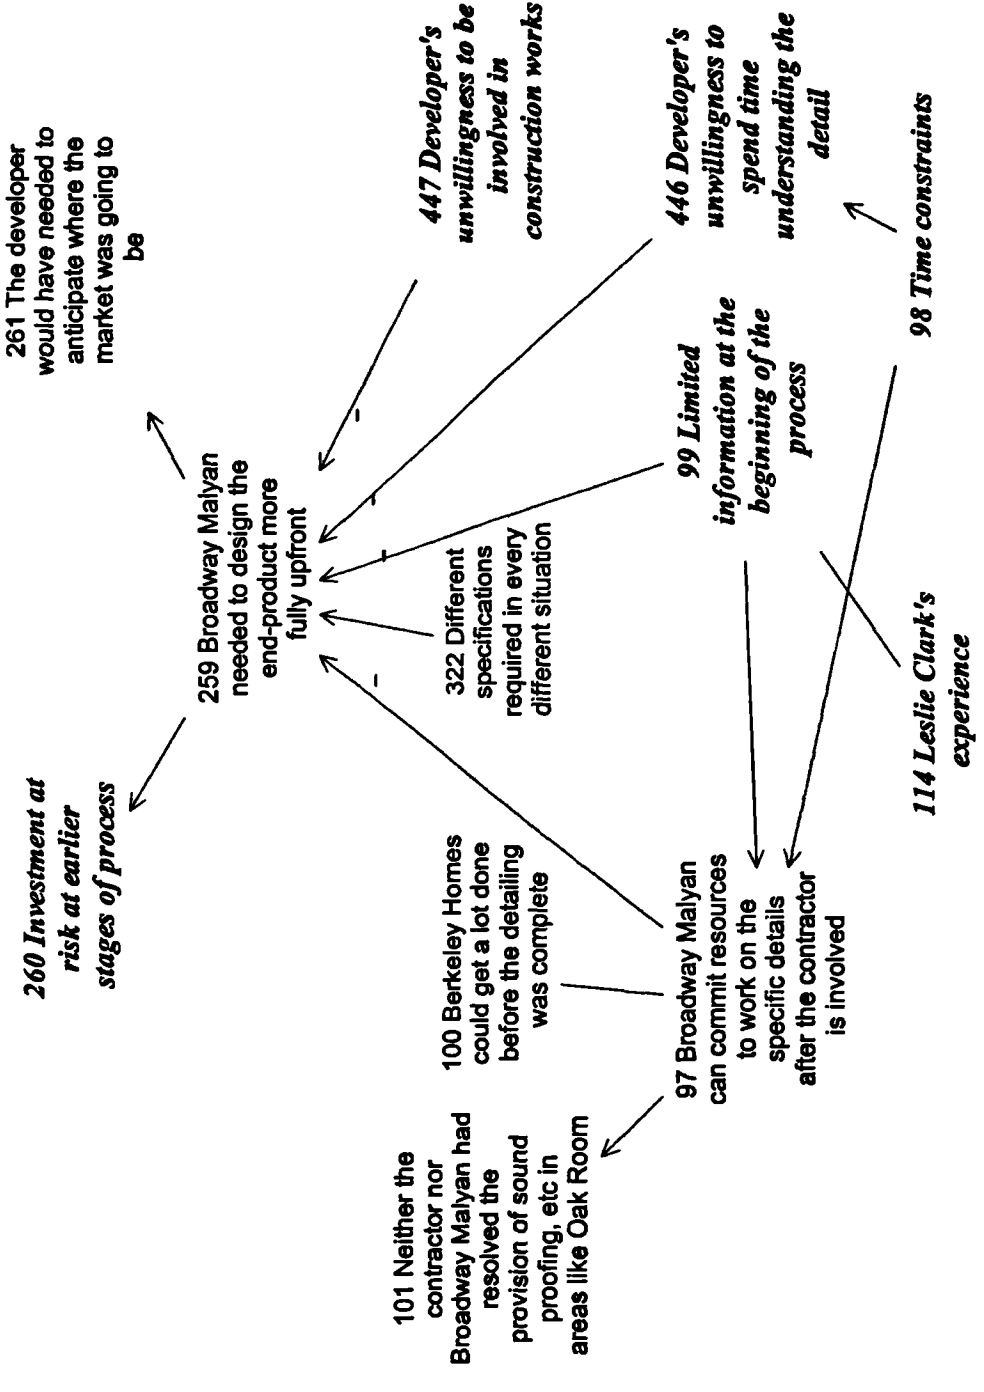 260 Investment at
risk at earlier
stages of process
261 The developer
would have needed to
anticipate where the
market was going to
be
259 Broadway Malyan
needed to design the
end-product more
fully upfront
101 Neither the
contractor nor
Broadway Malyan had
resolved the
provision of sound
proofing, etc in
areas like Oak Room
100 Berkeley Homes
could get a lot done
before the detailing
was complete
322 Different
specifications
required in every
different situation
447 Developer's
unwillingness to be
involved in
construction works
97 Broadway Malyan
can commit resources
to work on the
specific details
after the contractor
is involved
99 Limited
information at the
beginning of the
process
446 Developer's
unwillingness to
spend time
understanding the
detail
114 Leslie Clark's
experience
98 Time constraints